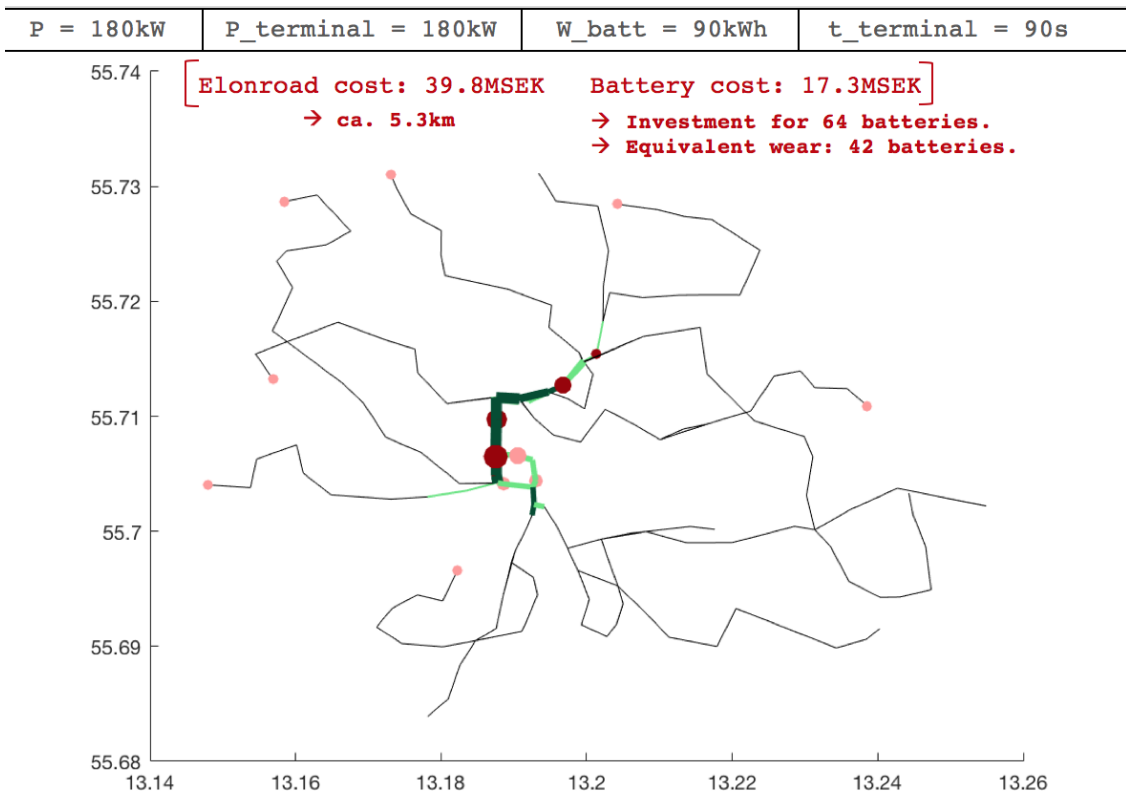 P = 180kW P_terminal = 180kW W_batt = 90kWh t_terminal = 90s
Elonroad cost: 39.8MSEK Battery cost: 17.3MSEK
→ ca. 5.3km → Investment for 64 batteries.
→ Equivalent wear: 42 batteries.
55.74
55.73
55.72
55.71
55.7
55.69
55.68
13.14 13.16 13.18 13.2 13.22 13.24 13.26